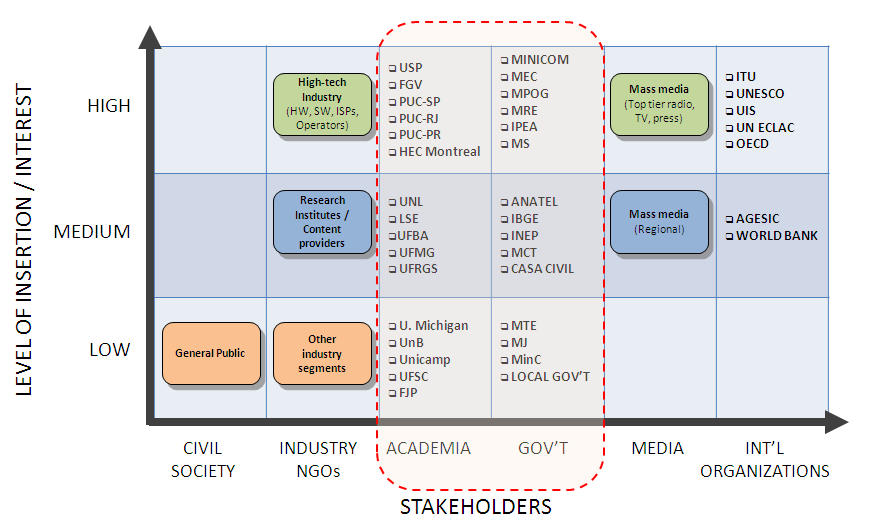 LEVEL OF INSERTION / INTEREST
HIGH
High-tech
Industry
(HW, SW, ISPs,
Operators)
❑ USP
❑ FGV
❑ PUC-SP
❑ PUC-RJ
❑ PUC-PR
❑ HEC Montreal
❑ MINICOM
❑ MEC
❑ MPOG
❑ MRE
❑ IPEA
❑ MS
Mass media
(Top tier radio,
TV, press)
❑ ITU
❑ UNESCO
❑ UIS
❑ UN ECLAC
❑ OECD
MEDIUM
Research
Institutes /
Content
providers
❑ UNL
❑ LSE
❑ UFBA
❑ UFMG
❑ UFRGS
❑ ANATEL
❑ IBGE
❑ INEP
❑ MCT
❑ CASA CIVIL
Mass media
(Regional)
❑ AGESIC
❑ WORLD BANK
LOW
General Public
Other
industry
segments
❑ U. Michigan
❑ UnB
❑ Unicamp
❑ UFSC
❑ FJP
❑ MTE
❑ MJ
❑ MinC
❑ LOCAL GOV'T
CIVIL
SOCIETY
INDUSTRY
NGOs
ACADEMIA
GOV'T
MEDIA
INT'L
ORGANIZATIONS
STAKEHOLDERS